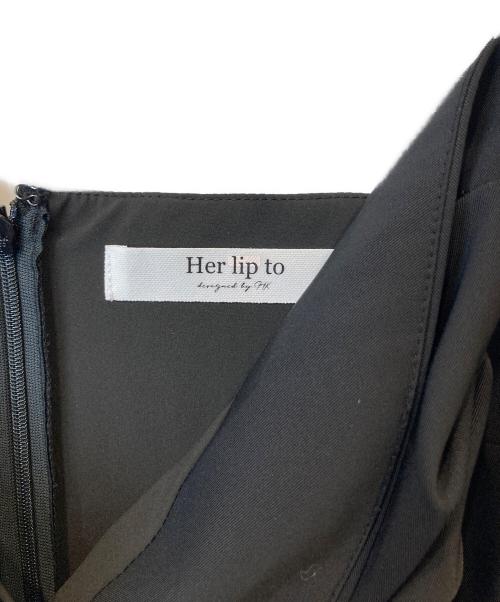 Her lip to
designed by HK